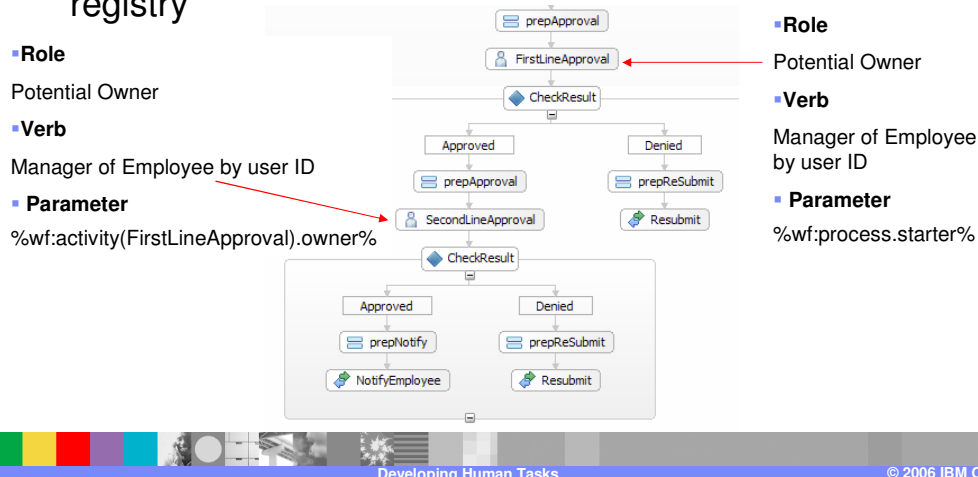 registry
▪Role
Potential Owner
▪Verb
Manager of Employee by user ID
▪ Parameter
%wf:activity(FirstLineApproval).owner%
prepApproval
FirstLineApproval
CheckResult
Approved
Denied
prepApproval
prepReSubmit
SecondLineApproval
Resubmit
CheckResult
Approved
Denied
prepNotify
prepReSubmit
NotifyEmployee
Resubmit
▪Role
Potential Owner
▪Verb
Manager of Employee
by user ID
▪ Parameter
%wf:process.starter%
Developing Human Tasks
© 2006 IBM